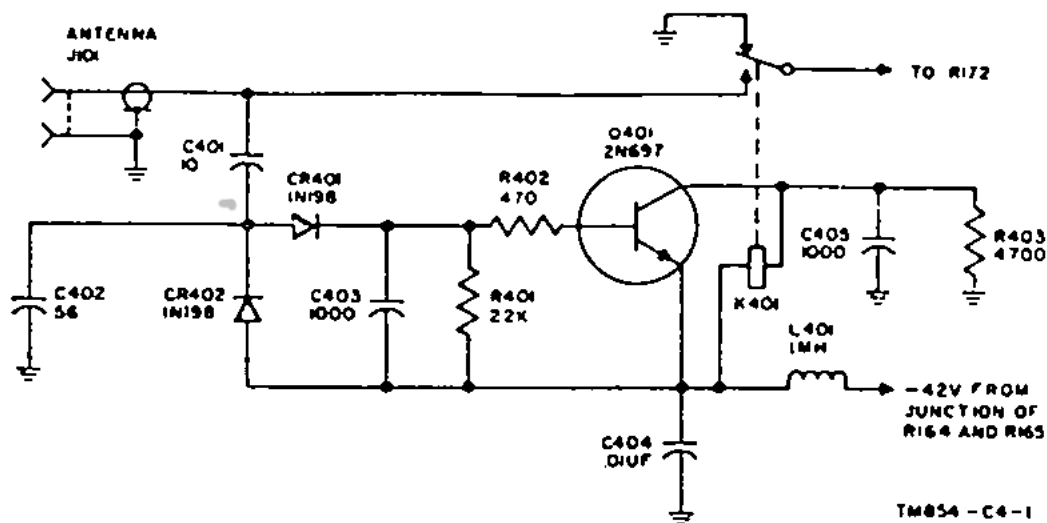 ANTENNA
J101
TO R172
C401
10
Q401
2N697
CR401
1N198
R402
470
C405
1000
R403
4700
C402
56
CR402
1N198
C403
1000
R401
22K
K401
L401
1MH
-42V FROM
JUNCTION OF
R164 AND R165
C404
.01UF
TM854-C4-1